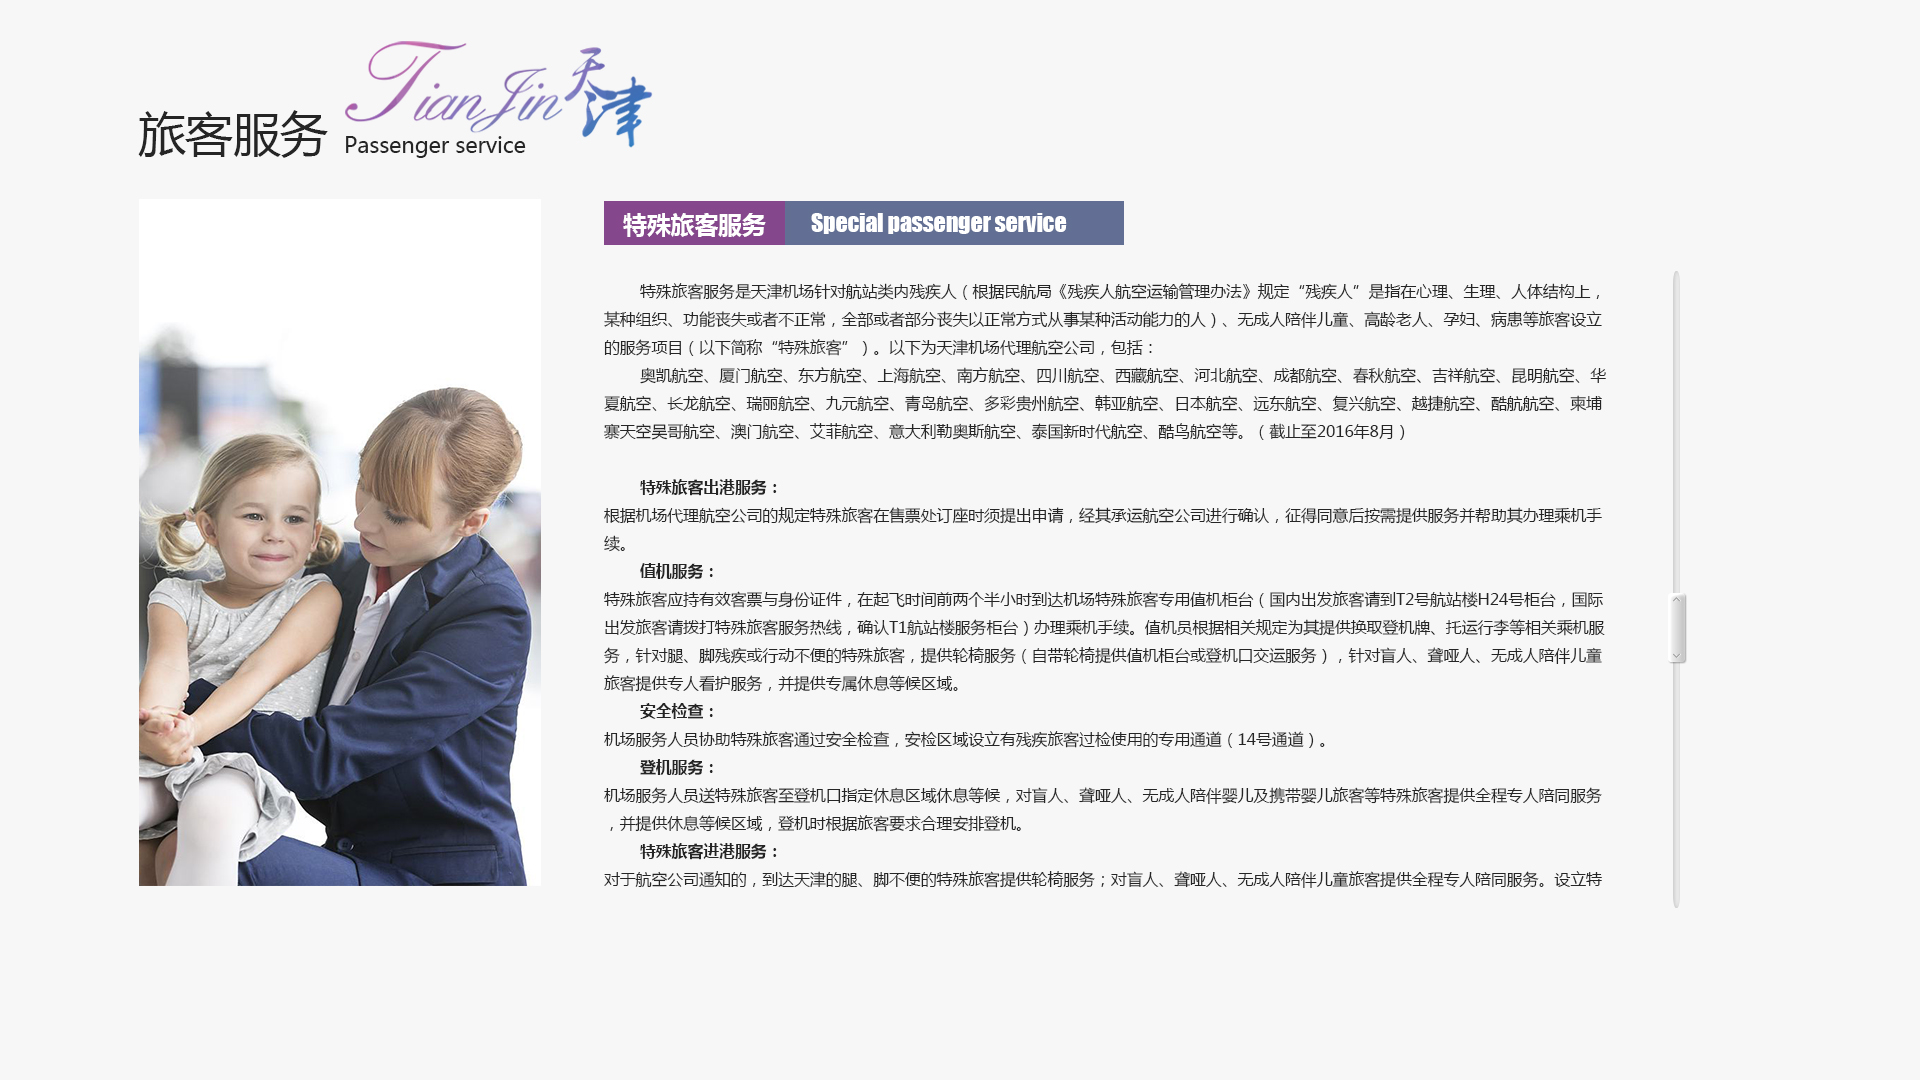 旅客服务
TianJin天津
Passenger service
特殊旅客服务 Special passenger service
特殊旅客服务是天津机场针对航站类内残疾人（根据民航局《残疾人航空运输管理办法》规定“残疾人”是指在心理、生理、人体结构上，
某种组织、功能丧失或者不正常，全部或者部分丧失以正常方式从事某种活动能力的人）、无成人陪伴儿童、高龄老人、孕妇、病患等旅客设立
的服务项目（以下简称“特殊旅客”）。以下为天津机场代理航空公司，包括：
奥凯航空、厦门航空、东方航空、上海航空、南方航空、四川航空、西藏航空、河北航空、成都航空、春秋航空、吉祥航空、昆明航空、华
夏航空、长龙航空、瑞丽航空、九元航空、青岛航空、多彩贵州航空、韩亚航空、日本航空、远东航空、复兴航空、越捷航空、酷航航空、柬埔
寨天空吴哥航空、澳门航空、艾菲航空、意大利勒奥斯航空、泰国新时代航空、酷鸟航空等。（截止至2016年8月）
特殊旅客出港服务：
根据机场代理航空公司的规定特殊旅客在售票处订座时须提出申请，经其承运航空公司进行确认，征得同意后按需提供服务并帮助其办理乘机手
续。
值机服务：
特殊旅客应持有效客票与身份证件，在起飞时间前两个半小时到达机场特殊旅客专用值机柜台（国内出发旅客请到T2号航站楼H24号柜台，国际
出发旅客请拨打特殊旅客服务热线，确认T1航站楼服务柜台）办理乘机手续。值机员根据相关规定为其提供换取登机牌、托运行李等相关乘机服
务，针对腿、脚残疾或行动不便的特殊旅客，提供轮椅服务（自带轮椅提供值机柜台或登机口交运服务），针对盲人、聋哑人、无成人陪伴儿童
旅客提供专人看护服务，并提供专属休息等候区域。
安全检查：
机场服务人员协助特殊旅客通过安全检查，安检区域设立有残疾旅客过检使用的专用通道（14号通道）。
登机服务：
机场服务人员送特殊旅客至登机口指定休息区域休息等候，对盲人、聋哑人、无成人陪伴婴儿及携带婴儿旅客等特殊旅客提供全程专人陪同服务
，并提供休息等候区域，登机时根据旅客要求合理安排登机。
特殊旅客进港服务：
对于航空公司通知的，到达天津的腿、脚不便的特殊旅客提供轮椅服务；对盲人、聋哑人、无成人陪伴儿童旅客提供全程专人陪同服务。设立特